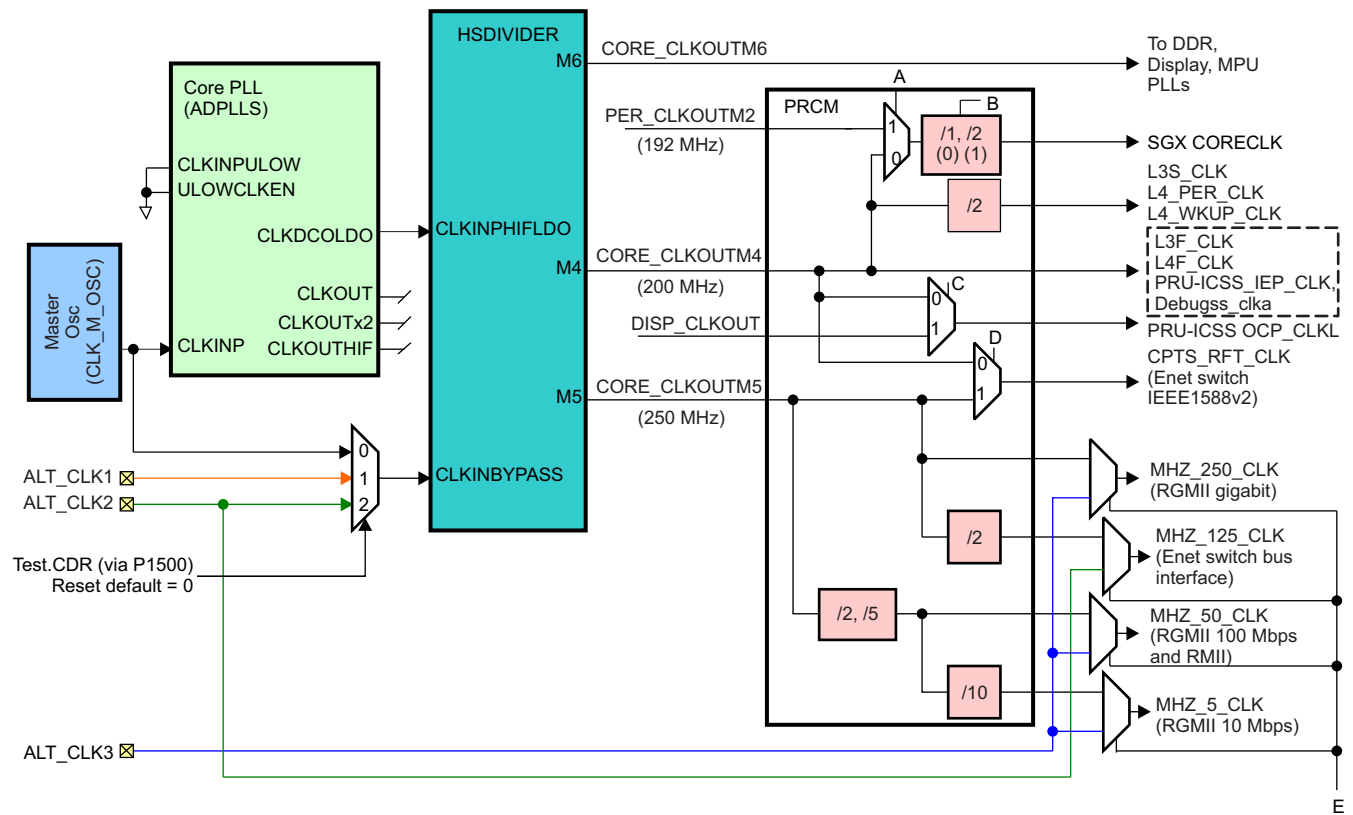 HSDIVIDER
M6
CORE_CLKOUTM6
To DDR,
Display, MPU
PLLs
Core PLL
(ADPLLS)
A
PRCM
B
PER_CLKOUTM2
(192 MHz)
1
0
/1, /2
(0) (1)
SGX CORECLK
CLKINPULOW
ULOWCLKEN
L3S_CLK
L4_PER_CLK
L4_WKUP_CLK
/2
CLKDCOLDO
CLKINPHIFLDO
M4
CORE_CLKOUTM4
(200 MHz)
L3F_CLK
L4F_CLK
PRU-ICSS_IEP_CLK,
Debugss_clka
Master
Osc
(CLK_M_OSC)
CLKOUT
CLKOUTx2
CLKOUTHIF
CLKINP
C
0
1
DISP_CLKOUT
PRU-ICSS OCP_CLKL
D
0
1
CPTS_RFT_CLK
(Enet switch
IEEE1588v2)
M5
CORE_CLKOUTM5
(250 MHz)
0
1
2
ALT_CLK1
ALT_CLK2
CLKINBYPASS
MHZ_250_CLK
(RGMII gigabit)
/2
MHZ_125_CLK
(Enet switch bus
interface)
Test.CDR (via P1500)
Reset default = 0
/2, /5
MHZ_50_CLK
(RGMII 100 Mbps
and RMII)
/10
MHZ_5_CLK
(RGMII 10 Mbps)
ALT_CLK3
E